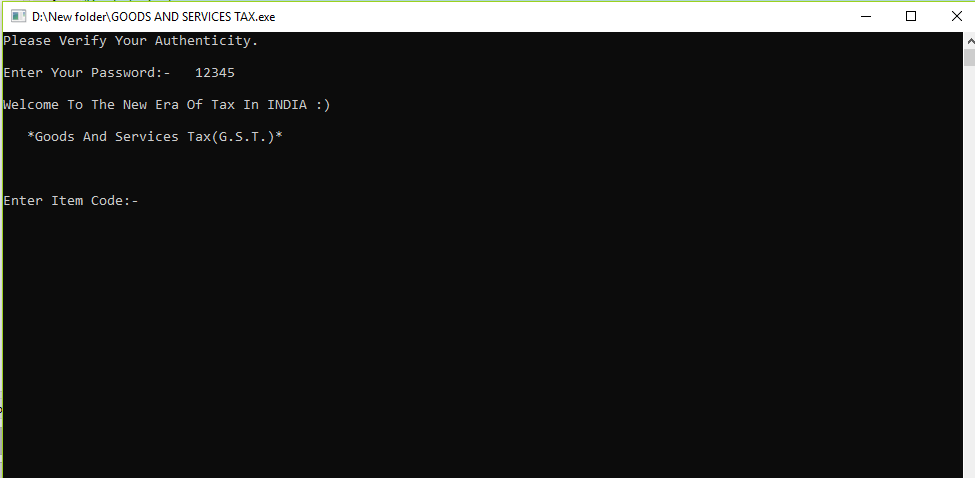 D:\New folder\GOODS AND SERVICES TAX.exe
Please Verify Your Authenticity.
Enter Your Password:-   12345
Welcome To The New Era Of Tax In INDIA :)
*Goods And Services Tax(G.S.T.)*
Enter Item Code:-